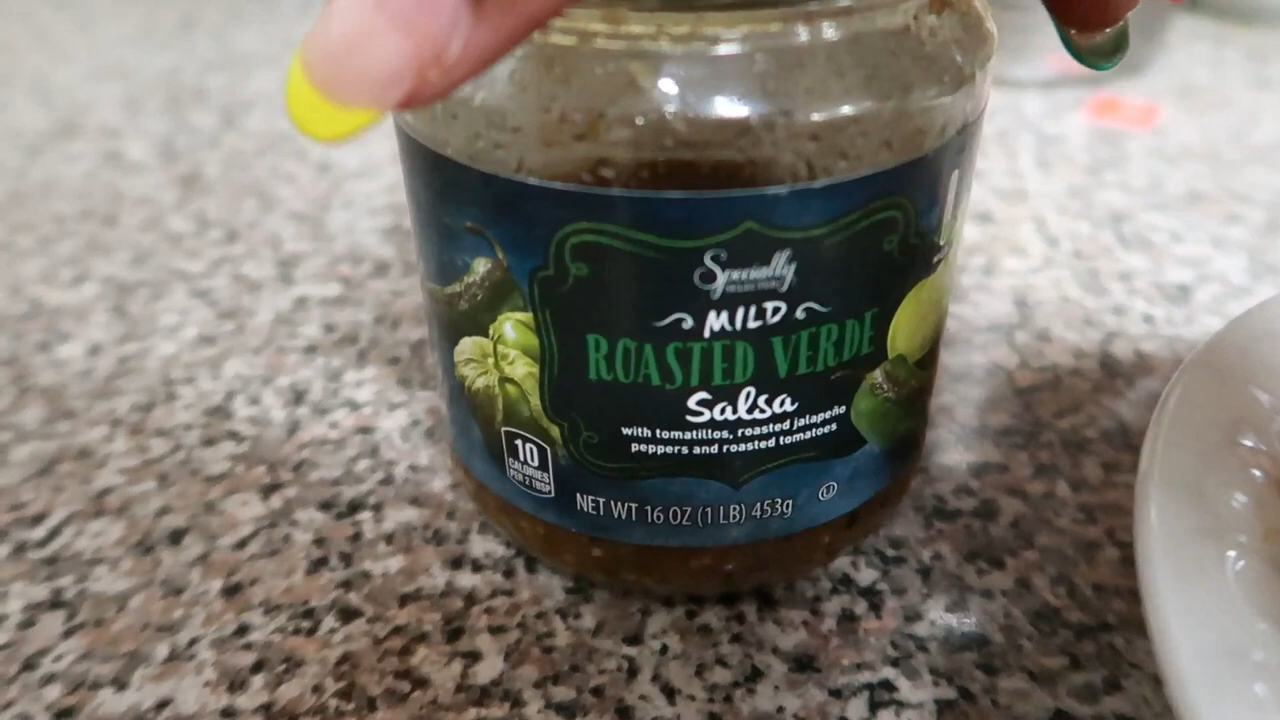 Specially
MILD
ROASTED VERDE
Salsa
with tomatillos, roasted jalapeño
peppers and roasted tomatoes
10
CALORIES
PER 2 TBSP
NET WT 16 OZ (1 LB) 453g
U